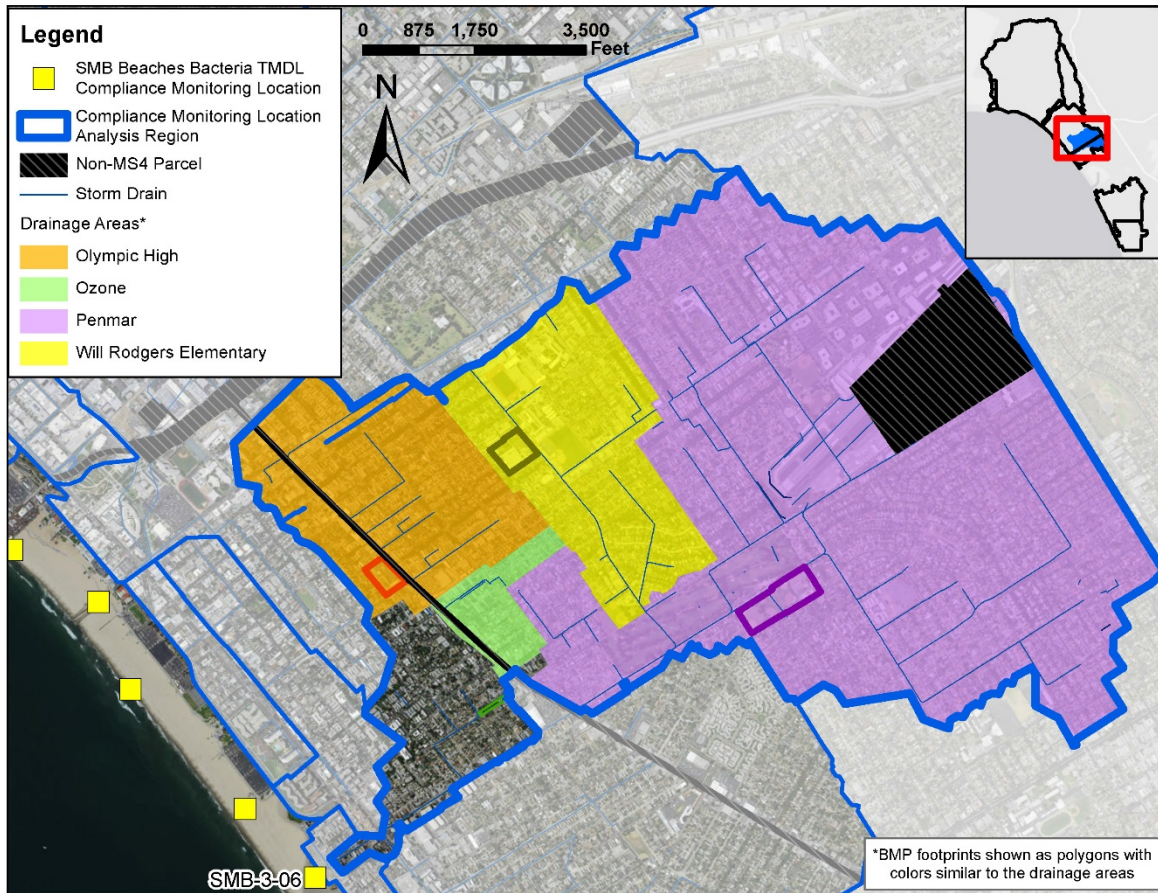 Legend
SMB Beaches Bacteria TMDL
Compliance Monitoring Location
Compliance Monitoring Location
Analysis Region
Non-MS4 Parcel
Storm Drain
Drainage Areas*
Olympic High
Ozone
Penmar
Will Rodgers Elementary
0 875 1,750 3,500
Feet
N
SMB-3-06
*BMP footprints shown as polygons with
colors similar to the drainage areas